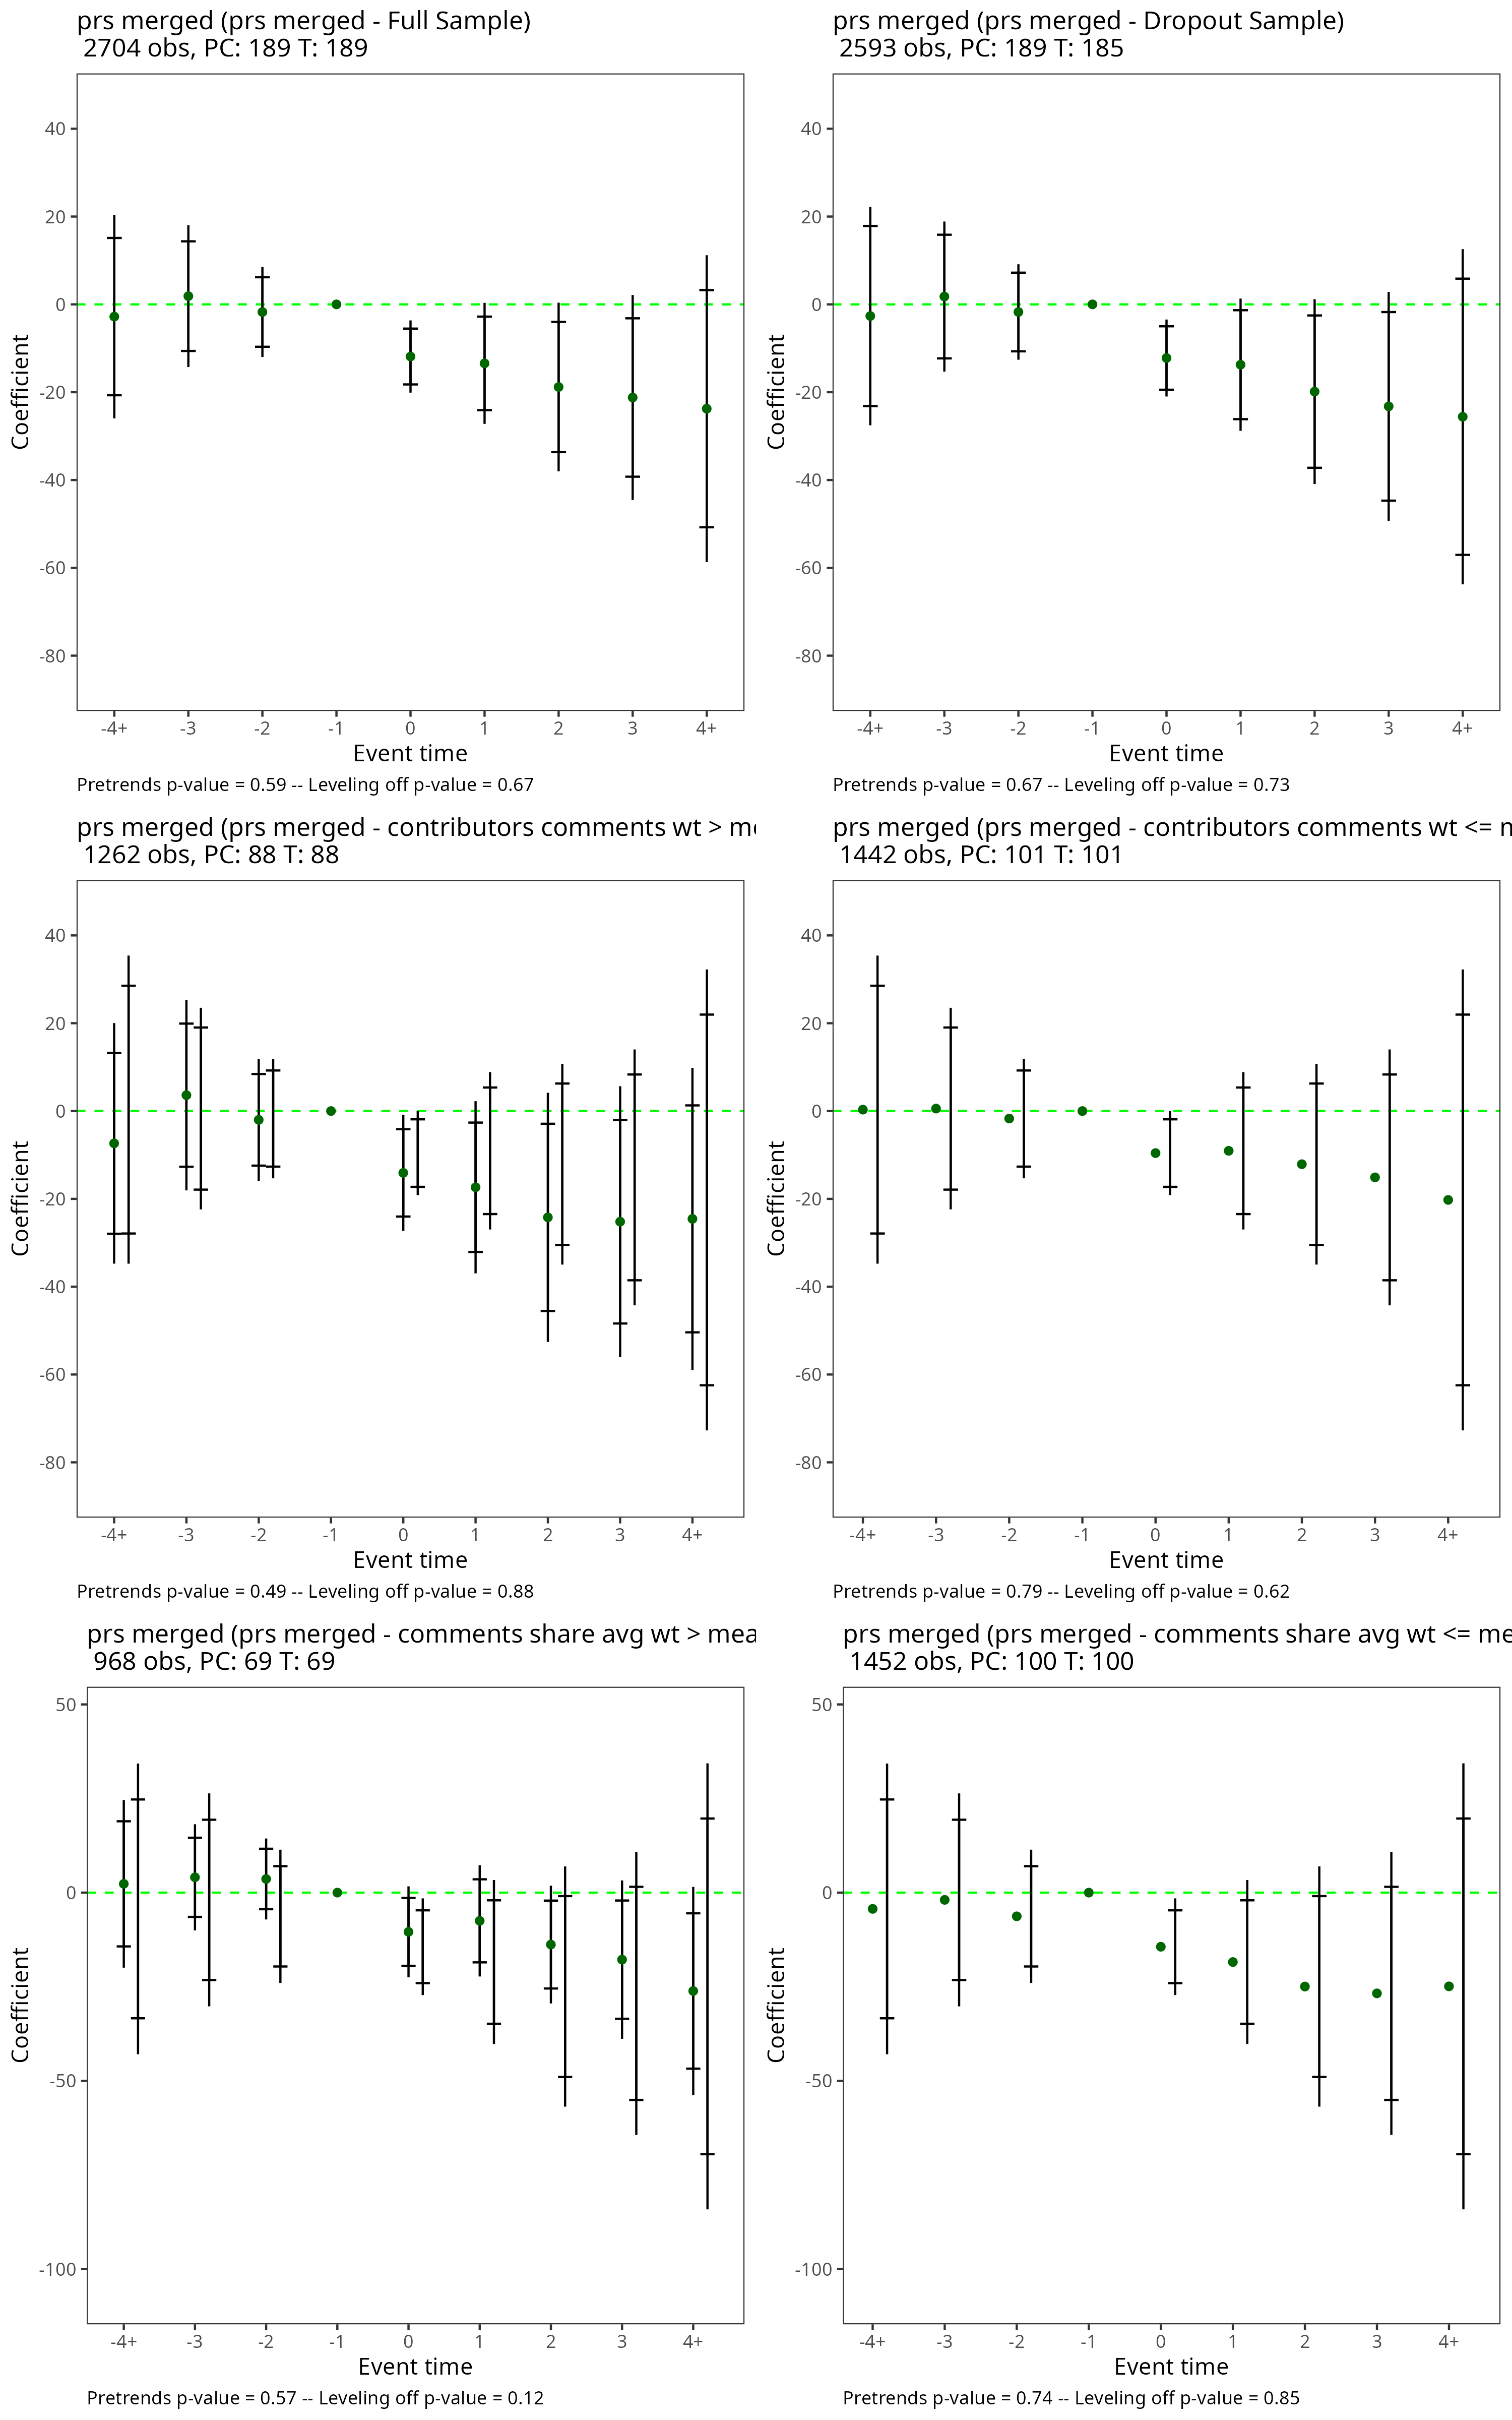 prs merged (prs merged - Full Sample)
2704 obs, PC: 189 T: 189
Coefficient
40
20
0
-20
-40
-60
-80
-4+ -3 -2 -1 0 1 2 3 4+
Event time
Pretrends p-value = 0.59 -- Leveling off p-value = 0.67
prs merged (prs merged - Dropout Sample)
2593 obs, PC: 189 T: 185
Coefficient
40
20
0
-20
-40
-60
-80
-4+ -3 -2 -1 0 1 2 3 4+
Event time
Pretrends p-value = 0.67 -- Leveling off p-value = 0.73
prs merged (prs merged - contributors comments wt > me
1262 obs, PC: 88 T: 88
Coefficient
40
20
0
-20
-40
-60
-80
-4+ -3 -2 -1 0 1 2 3 4+
Event time
Pretrends p-value = 0.49 -- Leveling off p-value = 0.88
prs merged (prs merged - contributors comments wt <= m
1442 obs, PC: 101 T: 101
Coefficient
40
20
0
-20
-40
-60
-80
-4+ -3 -2 -1 0 1 2 3 4+
Event time
Pretrends p-value = 0.79 -- Leveling off p-value = 0.62
prs merged (prs merged - comments share avg wt > mea
968 obs, PC: 69 T: 69
Coefficient
50
0
-50
-100
-4+ -3 -2 -1 0 1 2 3 4+
Event time
Pretrends p-value = 0.57 -- Leveling off p-value = 0.12
prs merged (prs merged - comments share avg wt <= me
1452 obs, PC: 100 T: 100
Coefficient
50
0
-50
-100
-4+ -3 -2 -1 0 1 2 3 4+
Event time
Pretrends p-value = 0.74 -- Leveling off p-value = 0.85